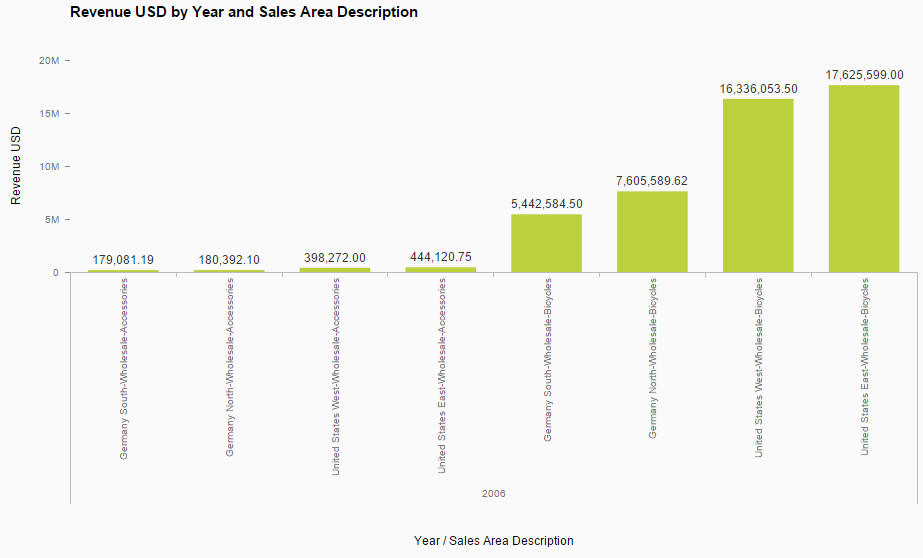 Revenue USD by Year and Sales Area Description
Revenue USD
20M
15M
10M
5M
0
179,081.19
180,392.10
398,272.00
444,120.75
5,442,584.50
7,605,589.62
16,336,053.50
17,625,599.00
Germany South-Wholesale-Accessories
Germany North-Wholesale-Accessories
United States West-Wholesale-Accessories
United States East-Wholesale-Accessories
Germany South-Wholesale-Bicycles
Germany North-Wholesale-Bicycles
United States West-Wholesale-Bicycles
United States East-Wholesale-Bicycles
2006
Year / Sales Area Description